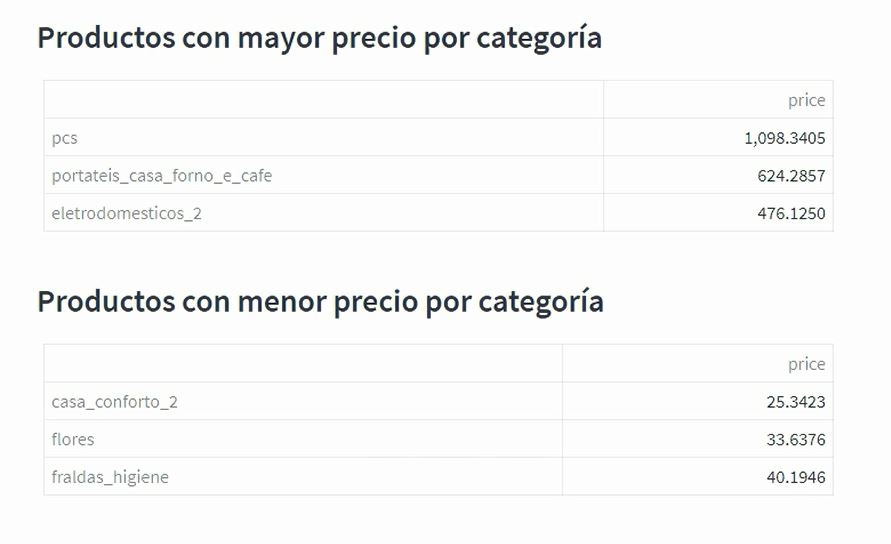 Productos con mayor precio por categoría
price
pcs 1,098.3405
portateis_casa_forno_e_cafe 624.2857
eletrodomesticos_2 476.1250
Productos con menor precio por categoría
price
casa_conforto_2 25.3423
flores 33.6376
fraldas_higiene 40.1946